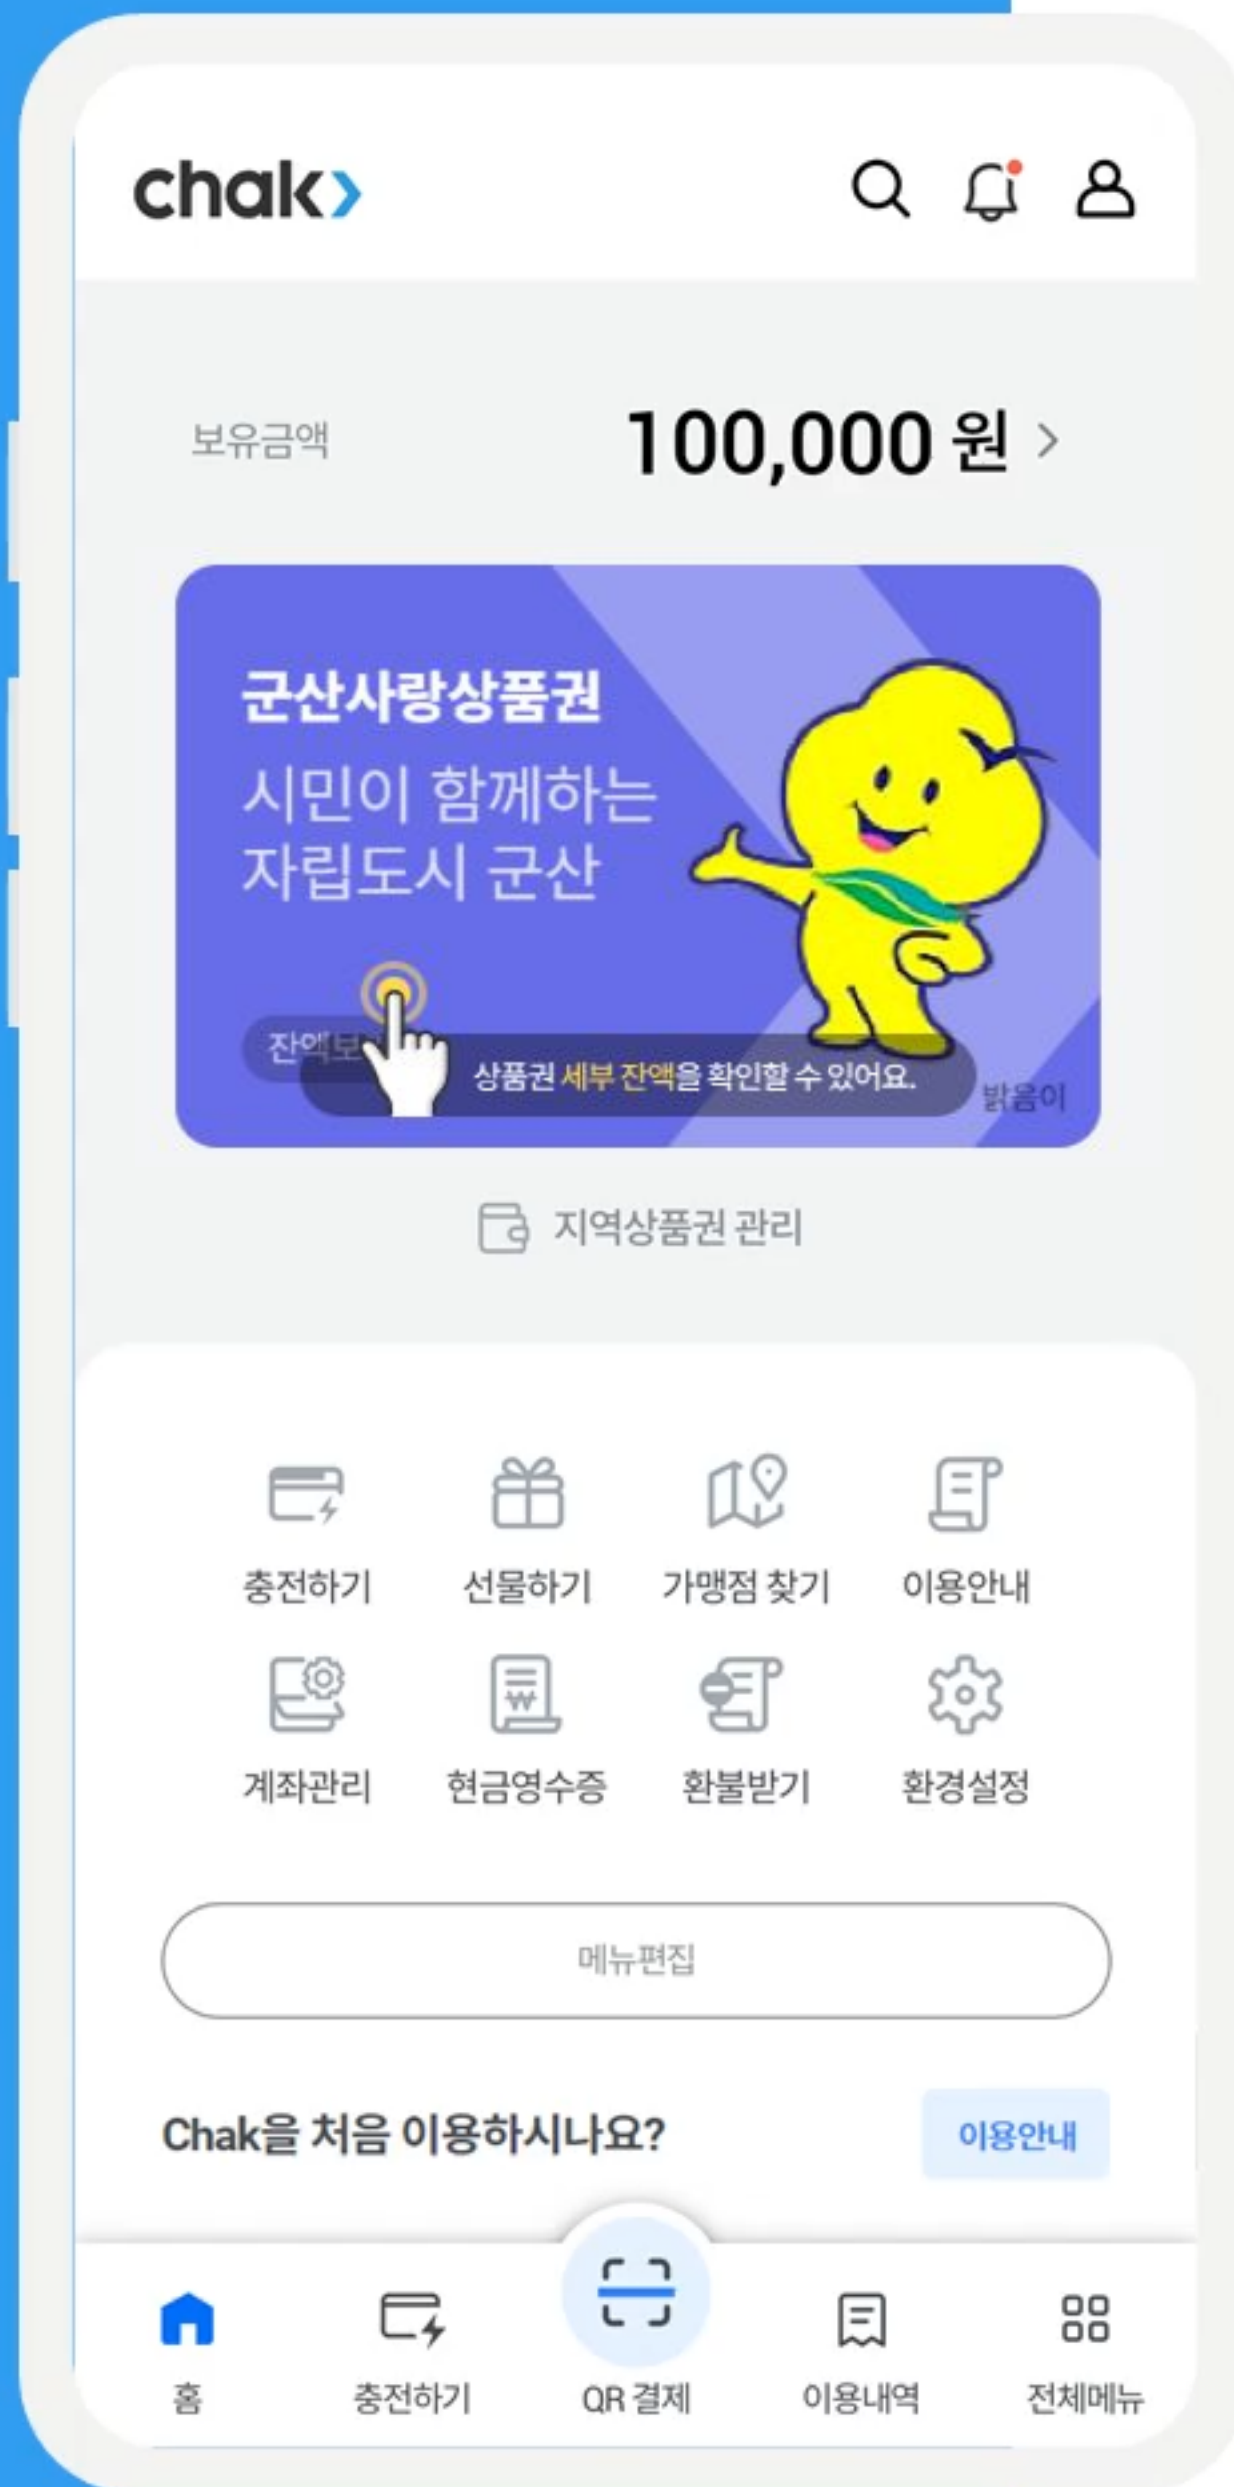 chak
보유금액 100,000 원
군산사랑상품권
시민이 함께하는
자립도시 군산
상품권 세부 잔액을 확인할 수 있어요.
밝음이
지역상품권 관리
충전하기 선물하기 가맹점 찾기 이용안내
계좌관리 현금영수증 환불받기 환경설정
메뉴편집
Chak을 처음 이용하시나요? 이용안내
홈 충전하기 QR 결제 이용내역 전체메뉴